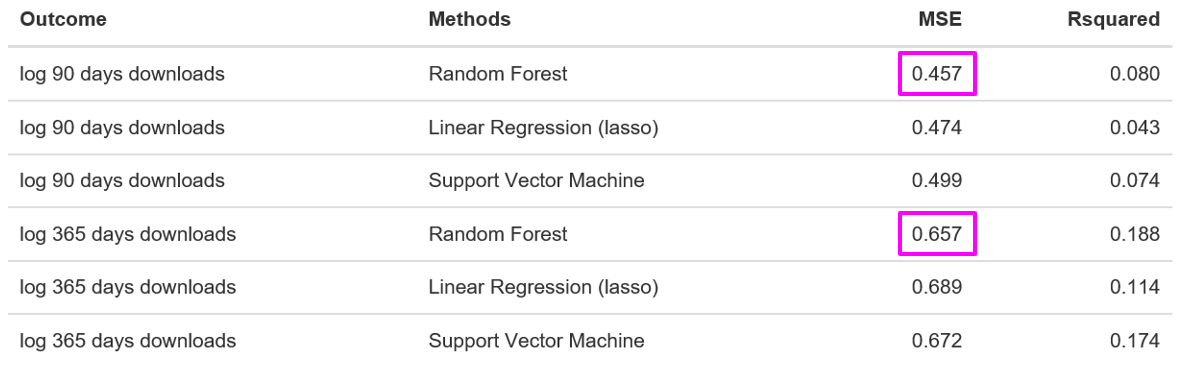 Outcome Methods MSE Rsquared
log 90 days downloads Random Forest 0.457 0.080
log 90 days downloads Linear Regression (lasso) 0.474 0.043
log 90 days downloads Support Vector Machine 0.499 0.074
log 365 days downloads Random Forest 0.657 0.188
log 365 days downloads Linear Regression (lasso) 0.689 0.114
log 365 days downloads Support Vector Machine 0.672 0.174